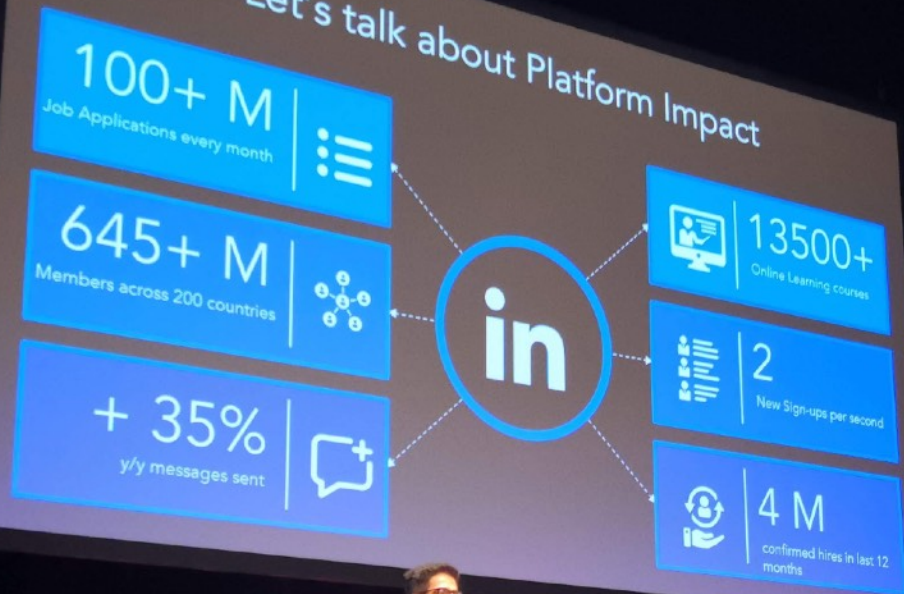 Let's talk about Platform Impact
100+ M
Job Applications every month
645+ M
Members across 200 countries
+ 35%
y/y messages sent
in
13500+
Online Learning courses
2
New Sign-ups per second
4 M
confirmed hires in last 12
months